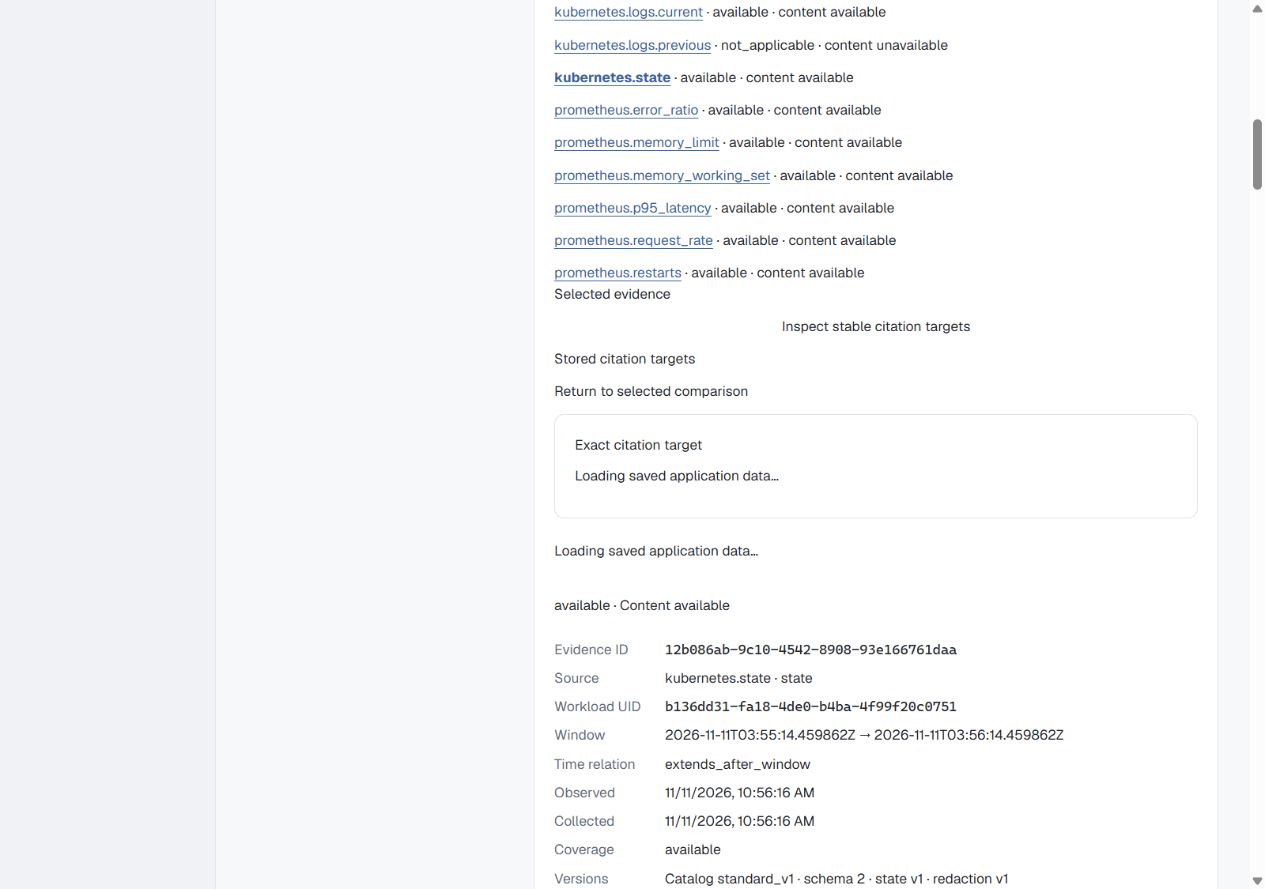 kubernetes.logs.current · available · content available
kubernetes.logs.previous · not_applicable · content unavailable
kubernetes.state · available · content available
prometheus.error_ratio · available · content available
prometheus.memory_limit · available · content available
prometheus.memory_working_set · available · content available
prometheus.p95_latency · available · content available
prometheus.request_rate · available · content available
prometheus.restarts · available · content available
Selected evidence
Inspect stable citation targets
Stored citation targets
Return to selected comparison
Exact citation target
Loading saved application data...
Loading saved application data...
available · Content available
Evidence ID 12b086ab-9c10-4542-8908-93e166761daa
Source kubernetes.state · state
Workload UID b136dd31-fa18-4de0-b4ba-4f99f20c0751
Window 2026-11-11T03:55:14.459862Z → 2026-11-11T03:56:14.459862Z
Time relation extends_after_window
Observed 11/11/2026, 10:56:16 AM
Collected 11/11/2026, 10:56:16 AM
Coverage available
Versions Catalog standard_v1 · schema 2 · state v1 · redaction v1